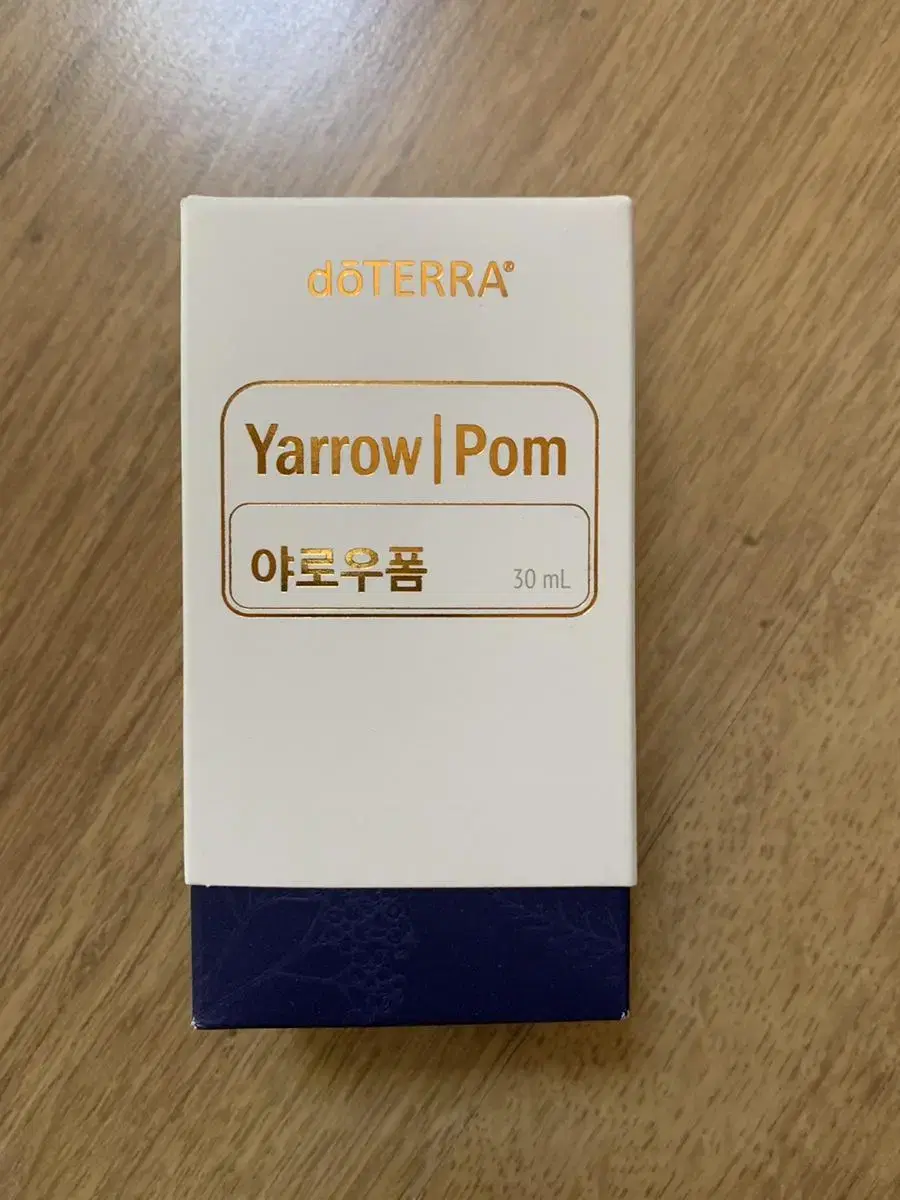 dōTERRA®
Yarrow|Pom
야로우폼
30 mL